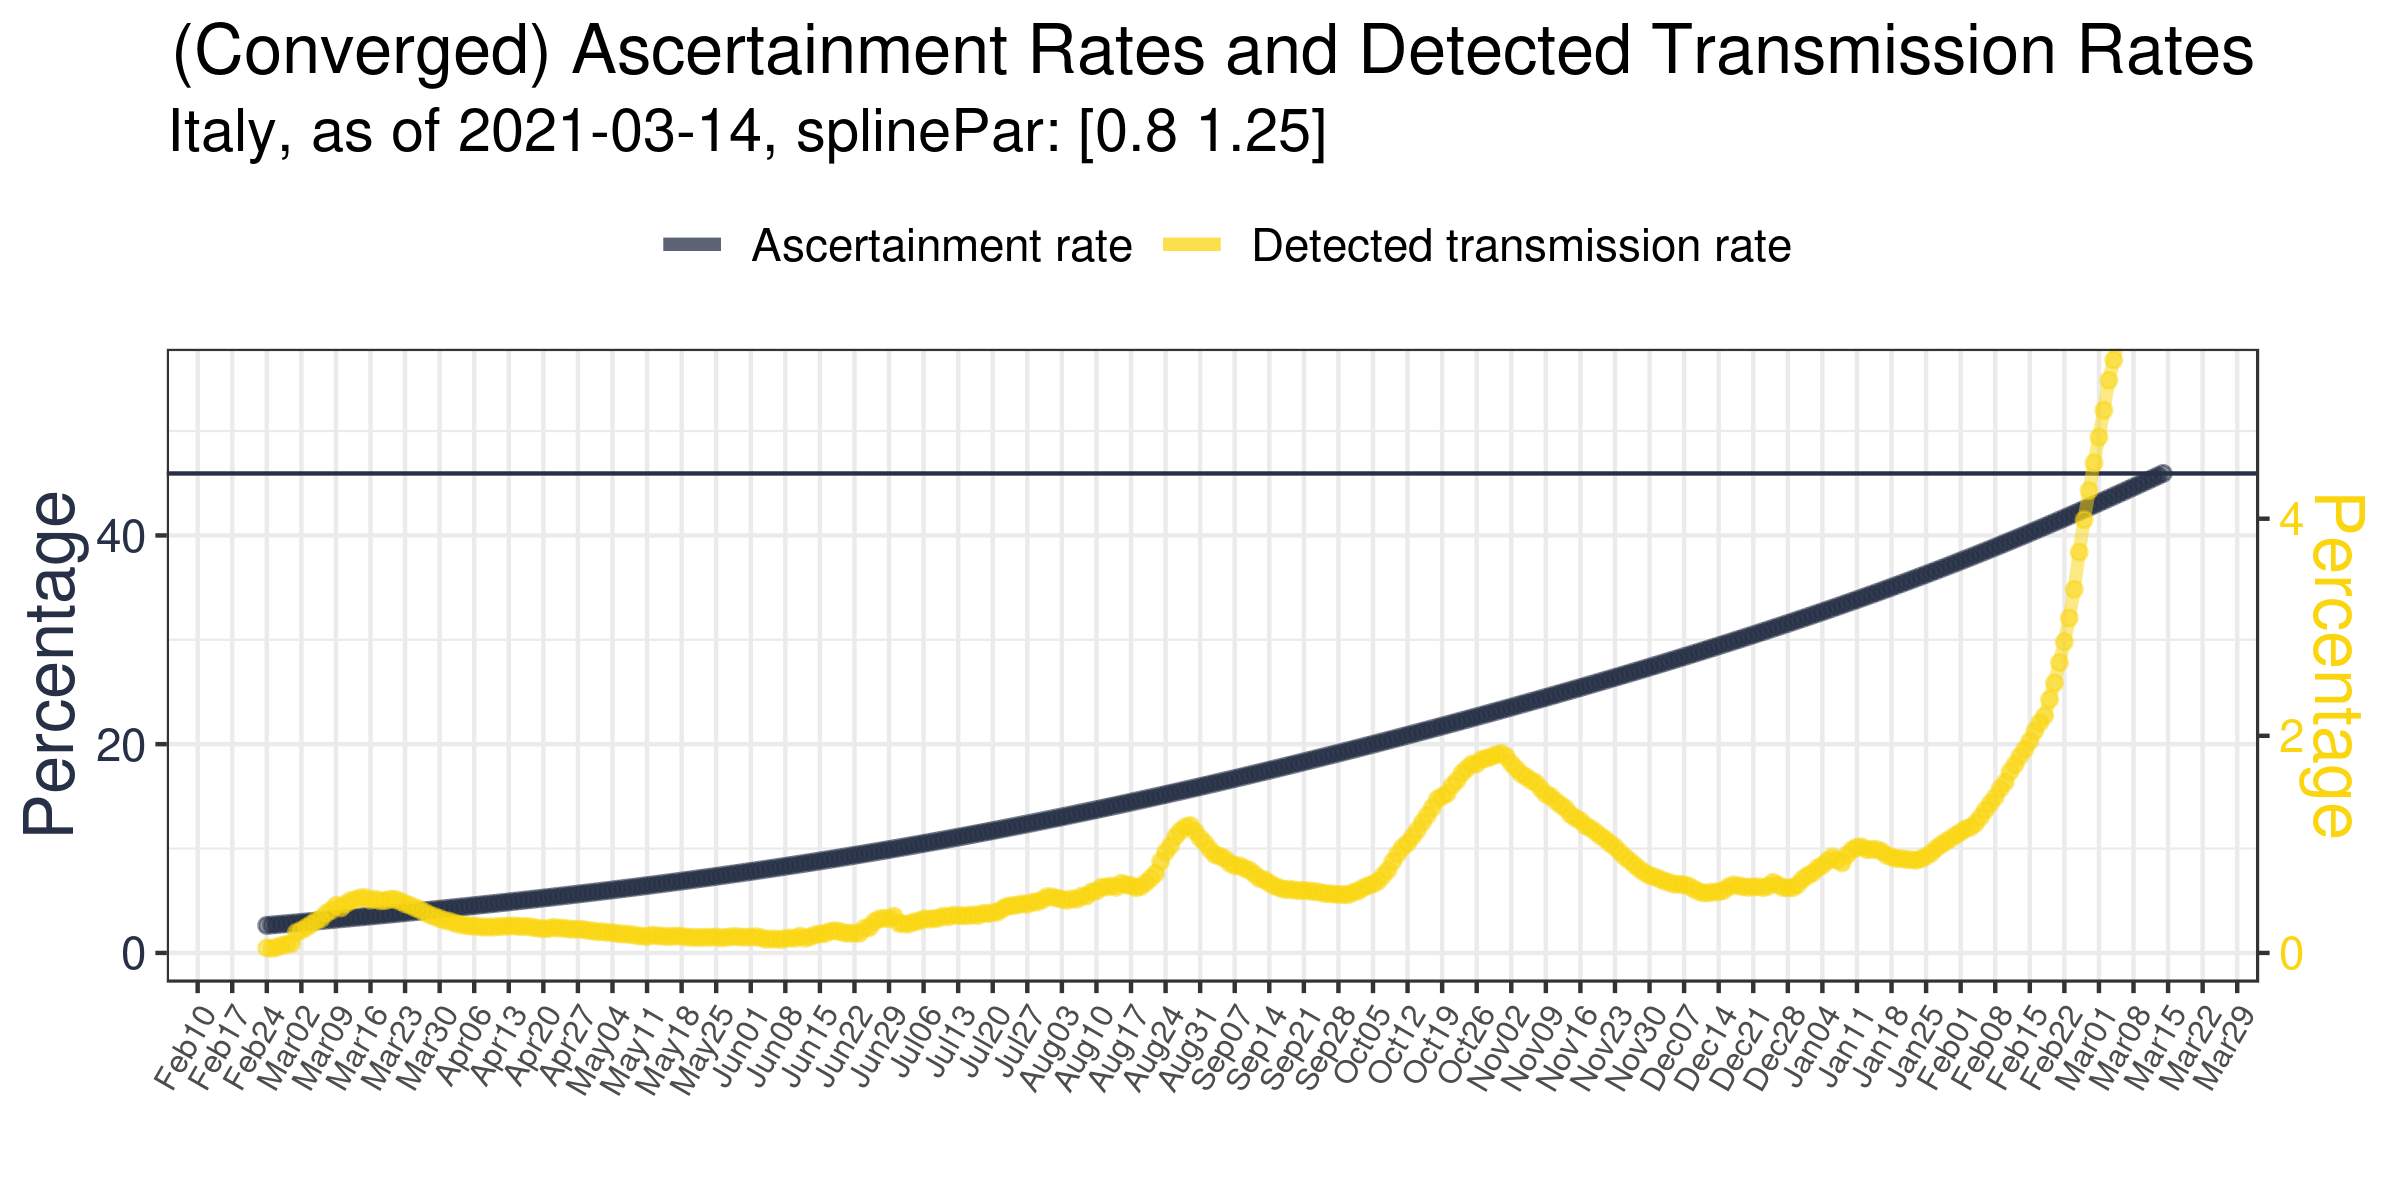 (Converged) Ascertainment Rates and Detected Transmission Rates
Italy, as of 2021-03-14, splinePar: [0.8 1.25]
Ascertainment rate
Detected transmission rate
Percentage
40
20
0
4
2
0
Percentage
Feb10
Feb17
Feb24
Mar02
Mar09
Mar16
Mar23
Mar30
Apr06
Apr13
Apr20
Apr27
May04
May11
May18
May25
Jun01
Jun08
Jun15
Jun22
Jun29
Jul06
Jul13
Jul20
Jul27
Aug03
Aug10
Aug17
Aug24
Aug31
Sep07
Sep14
Sep21
Sep28
Oct05
Oct12
Oct19
Oct26
Nov02
Nov09
Nov16
Nov23
Nov30
Dec07
Dec14
Dec21
Dec28
Jan04
Jan11
Jan18
Jan25
Feb01
Feb08
Feb15
Feb22
Mar01
Mar08
Mar15
Mar22
Mar29